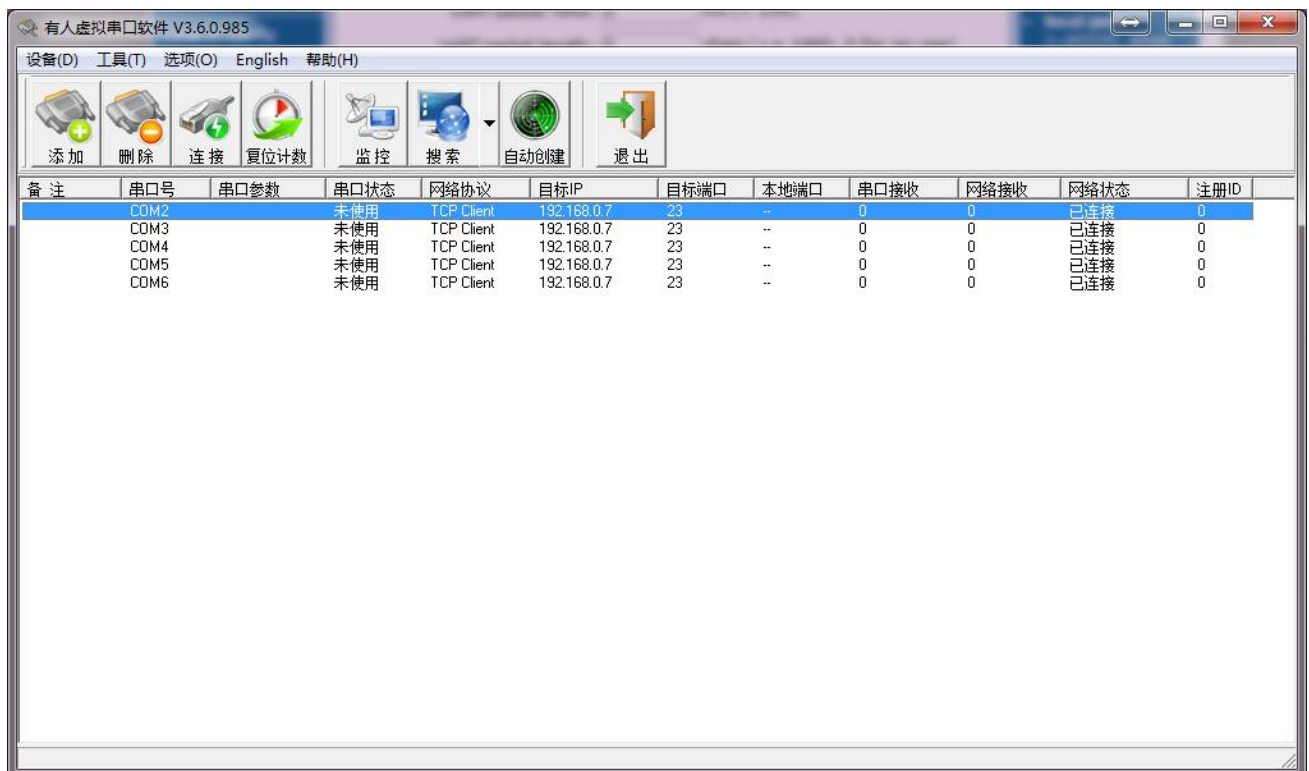 有人虚拟串口软件 V3.6.0.985
设备(D) 工具(T) 选项(O) English 帮助(H)
添加 删除 连接 复位计数 监控 搜索 自动创建 退出
备注 串口号 串口参数 串口状态 网络协议 目标IP 目标端口 本地端口 串口接收 网络接收 网络状态 注册ID
COM2 未使用 TCP Client 192.168.0.7 23 -- 0 0 已连接 0
COM3 未使用 TCP Client 192.168.0.7 23 -- 0 0 已连接 0
COM4 未使用 TCP Client 192.168.0.7 23 -- 0 0 已连接 0
COM5 未使用 TCP Client 192.168.0.7 23 -- 0 0 已连接 0
COM6 未使用 TCP Client 192.168.0.7 23 -- 0 0 已连接 0